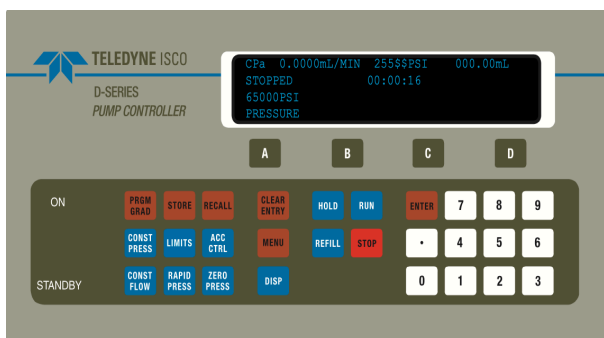 TELEDYNE ISCO
D-SERIES
PUMP CONTROLLER
CPa 0.0000mL/MIN 255$$PSI 000.00mL
STOPPED 00:00:16
65000PSI
PRESSURE
A B C D
ON
PRGM GRAD STORE RECALL CLEAR ENTRY HOLD RUN ENTER 7 8 9
CONST PRESS LIMITS ACC CTRL MENU REFILL STOP . 4 5 6
STANDBY
CONST FLOW RAPID PRESS ZERO PRESS DISP 0 1 2 3